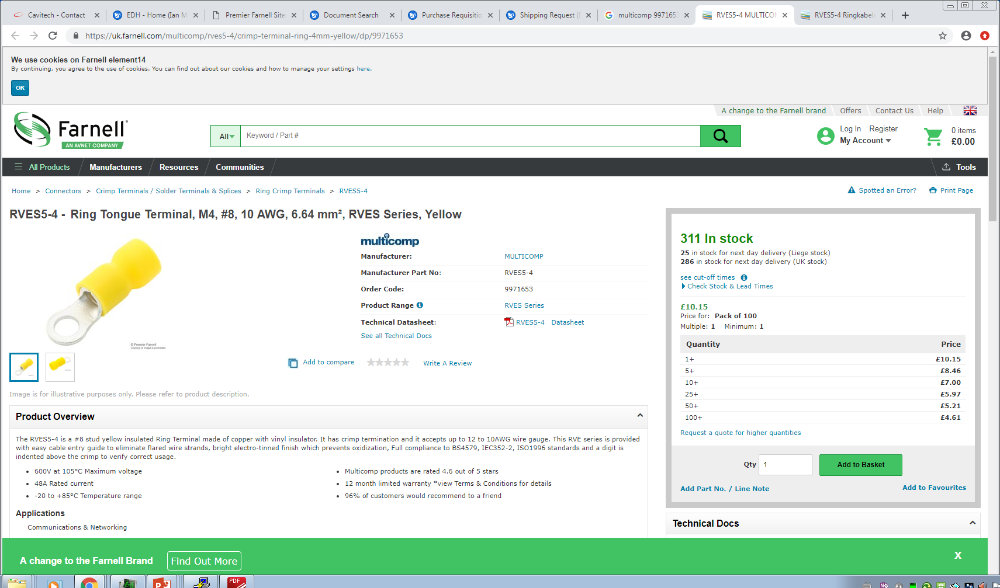 Cavitech - Contact
EDH - Home (Ian M
Premier Farnell Site
Document Search
Purchase Requisitio
Shipping Request (E
multicomp 9971653
RVES5-4 MULTICOM
RVES5-4 Ringkabels
https://uk.farnell.com/multicomp/rves5-4/crimp-terminal-ring-4mm-yellow/dp/9971653
We use cookies on Farnell element14
By continuing, you agree to the use of cookies. You can find out about our cookies and how to manage your settings here.
OK
A change to the Farnell brand
Offers
Contact Us
Help
Farnell
AN AVNET COMPANY
All
Keyword / Part #
Log In Register
My Account
0 items
£0.00
All Products
Manufacturers
Resources
Communities
Tools
Home > Connectors > Crimp Terminals / Solder Terminals & Splices > Ring Crimp Terminals > RVES5-4
Spotted an Error?
Print Page
RVES5-4 - Ring Tongue Terminal, M4, #8, 10 AWG, 6.64 mm², RVES Series, Yellow
© Premier Farnell
Copying of image is prohibited
multicomp
Manufacturer: MULTICOMP
Manufacturer Part No: RVES5-4
Order Code: 9971653
Product Range RVES Series
Technical Datasheet: RVES5-4 Datasheet
See all Technical Docs
Add to compare
Write A Review
Image is for illustrative purposes only. Please refer to product description.
Product Overview
The RVES5-4 is a #8 stud yellow insulated Ring Terminal made of copper with vinyl insulator. It has crimp termination and it accepts up to 12 to 10AWG wire gauge. This RVE series is provided
with easy cable entry guide to eliminate flared wire strands, bright electro-tinned finish which prevents oxidization, Full compliance to BS4579, IEC352-2, ISO1996 standards and a digit is
indented above the crimp to verify correct usage.
600V at 105°C Maximum voltage
48A Rated current
-20 to +85°C Temperature range
Multicomp products are rated 4.6 out of 5 stars
12 month limited warranty *view Terms & Conditions for details
96% of customers would recommend to a friend
Applications
Communications & Networking
311 In stock
25 in stock for next day delivery (Liege stock)
286 in stock for next day delivery (UK stock)
see cut-off times
Check Stock & Lead Times
£10.15
Price for: Pack of 100
Multiple: 1 Minimum: 1
Quantity Price
1+ £10.15
5+ £8.46
10+ £7.00
25+ £5.97
50+ £5.21
100+ £4.61
Request a quote for higher quantities
Qty 1
Add to Basket
Add Part No. / Line Note
Add to Favourites
Technical Docs
A change to the Farnell Brand
Find Out More
X
PDF